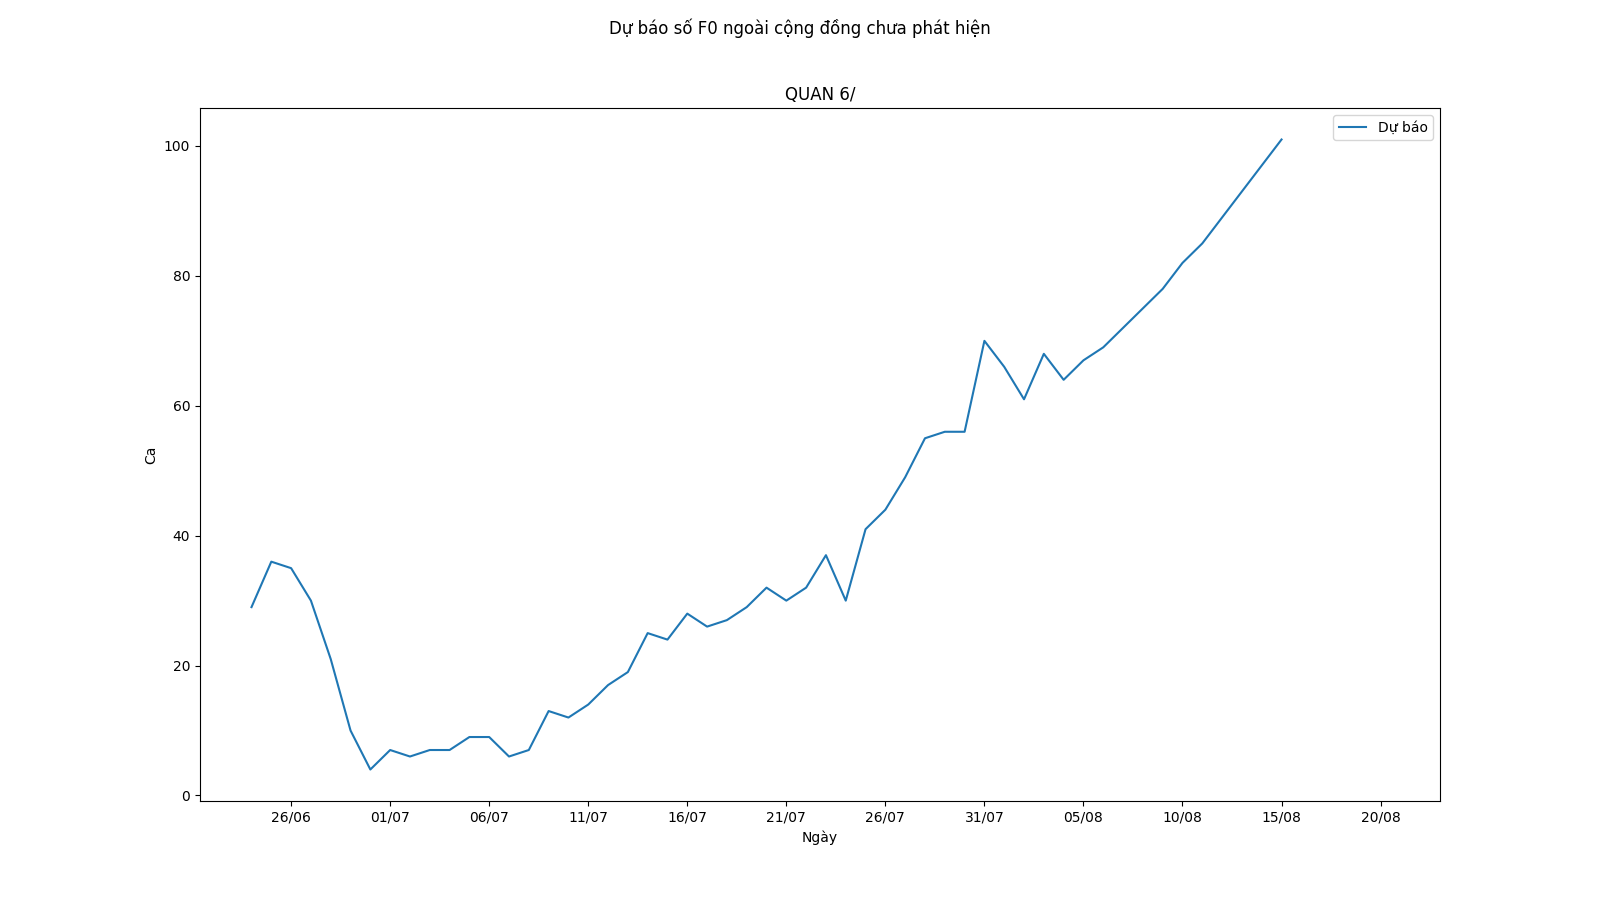 Dự báo số F0 ngoài cộng đồng chưa phát hiện
QUAN 6/
Dự báo
100
80
60
40
20
0
Ca
26/06 01/07 06/07 11/07 16/07 21/07 26/07 31/07 05/08 10/08 15/08 20/08
Ngày